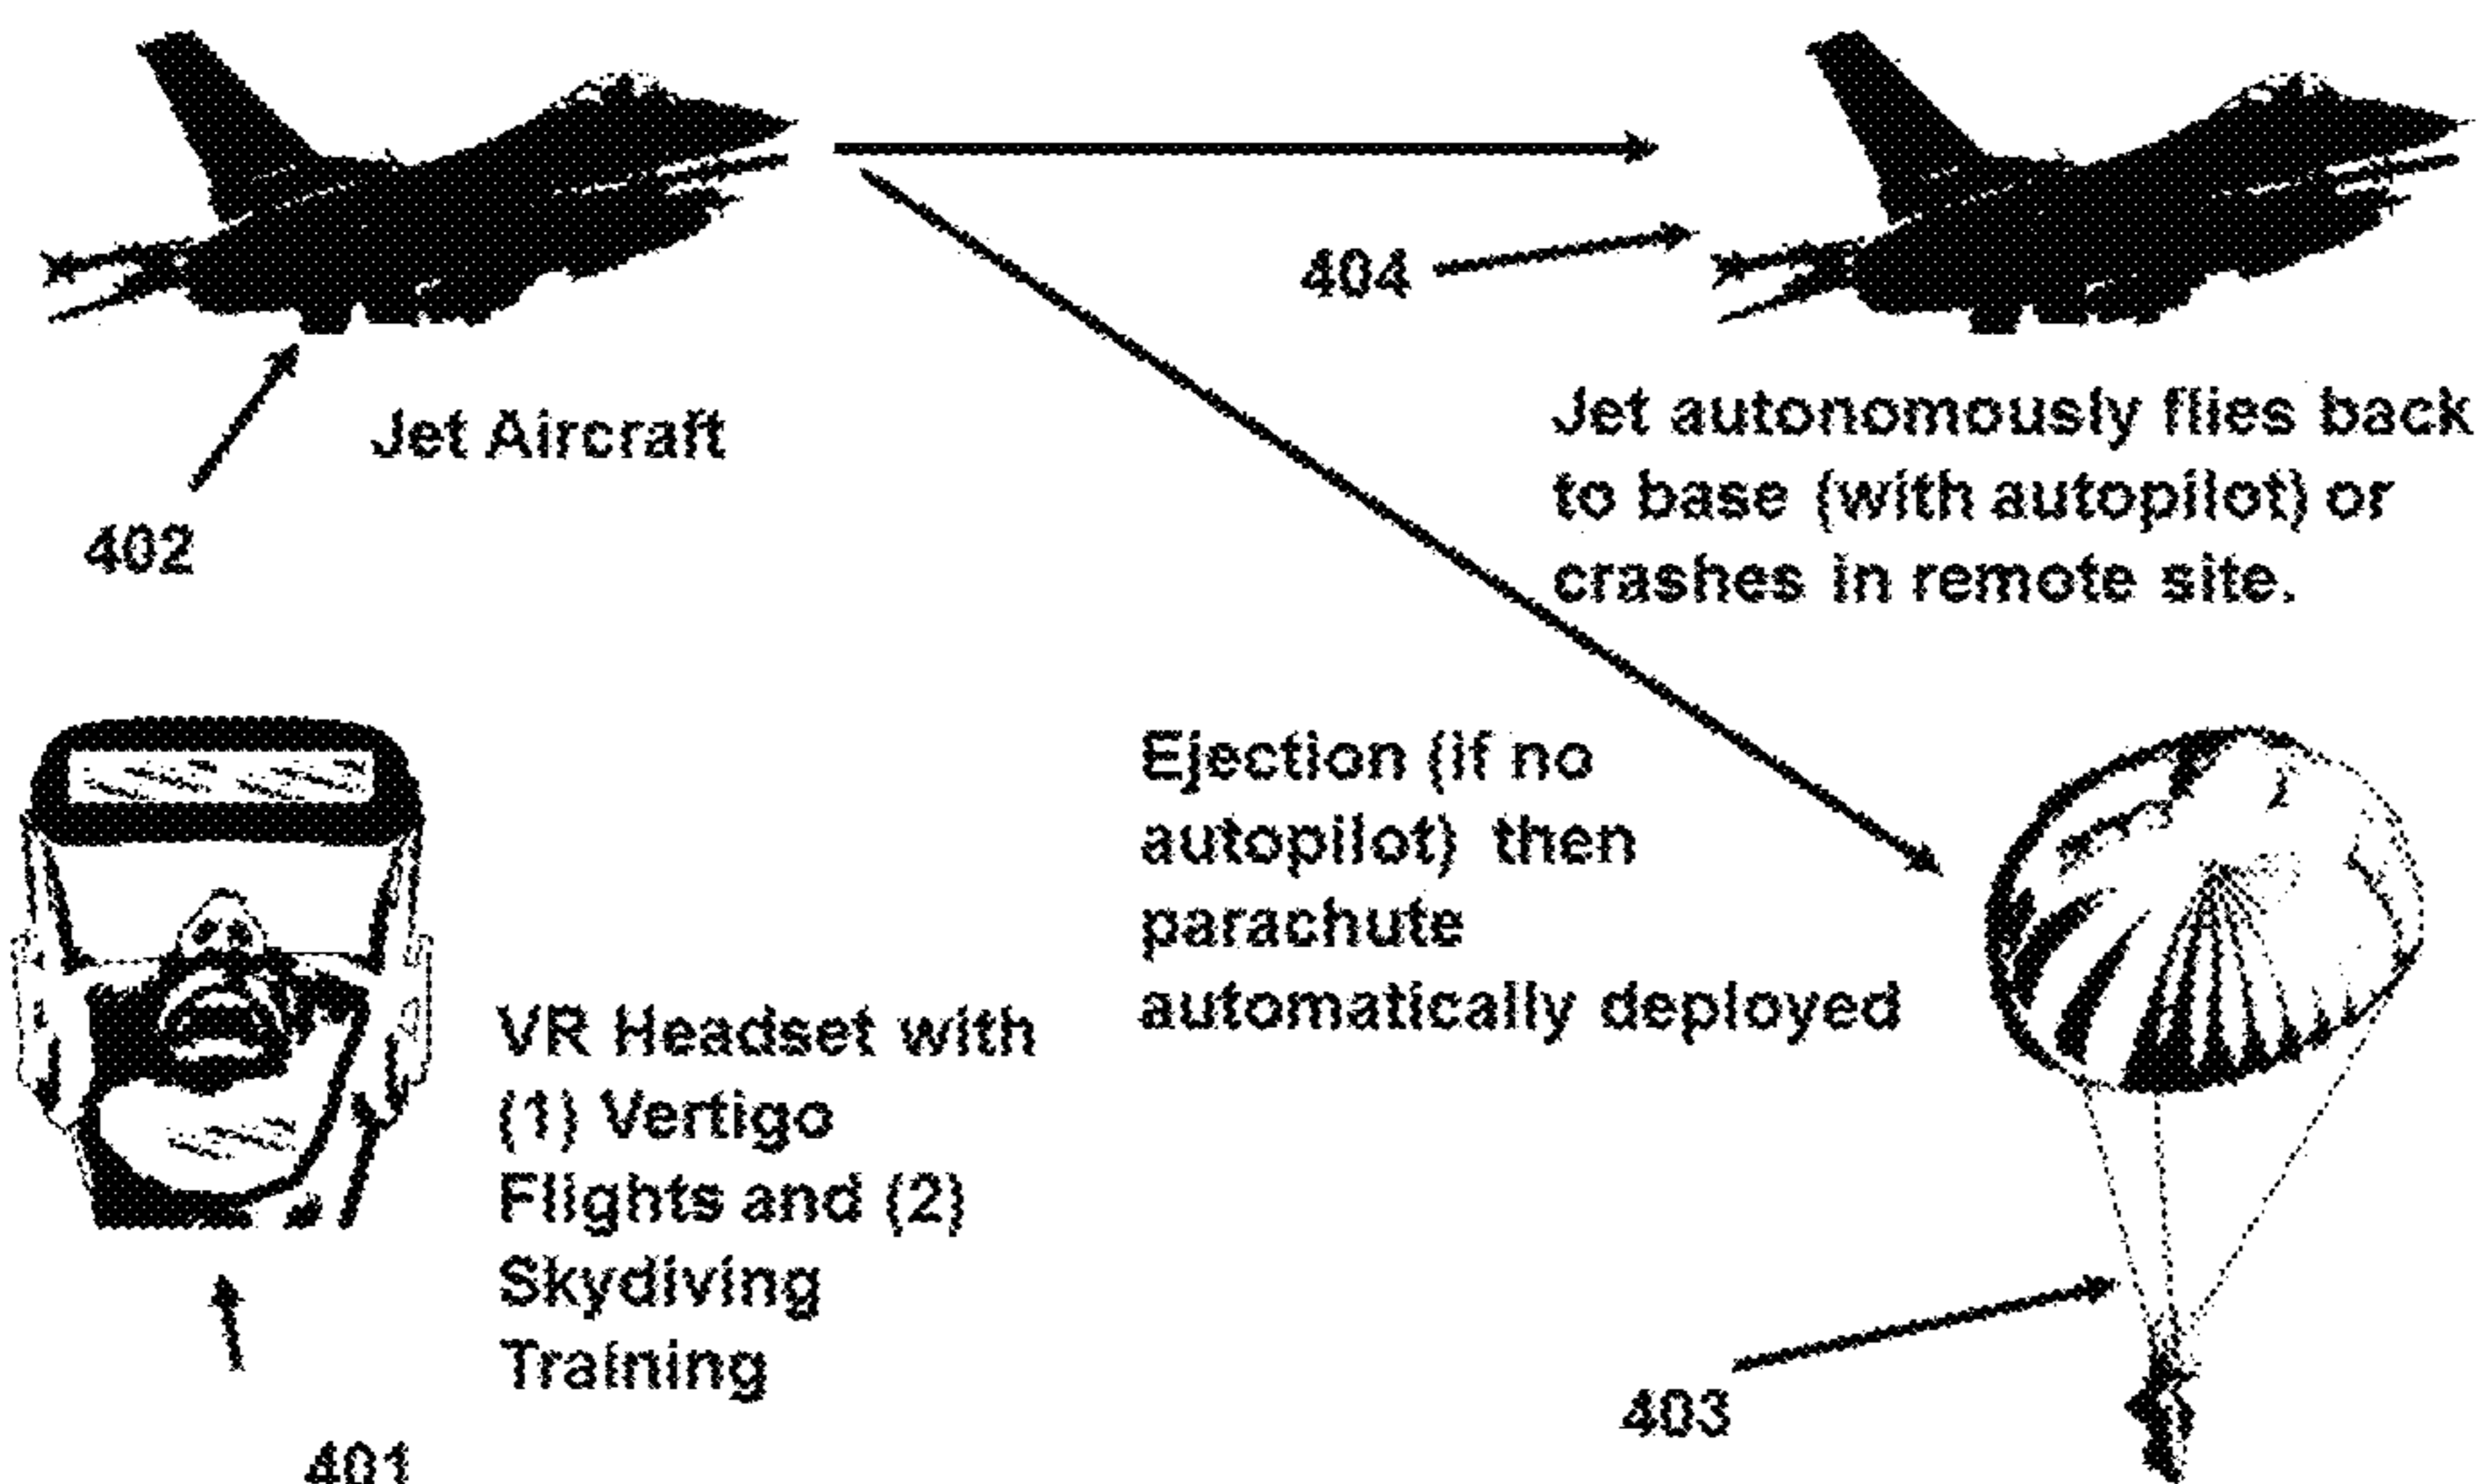 404
Jet Aircraft
402
Jet autonomously flies back
to base (with autopilot) or
crashes in remote site.
Ejection (if no
autopilot) then
parachute
automatically deployed
VR Headset with
(1) Vertigo
Flights and (2)
Skydiving
Training
401
403